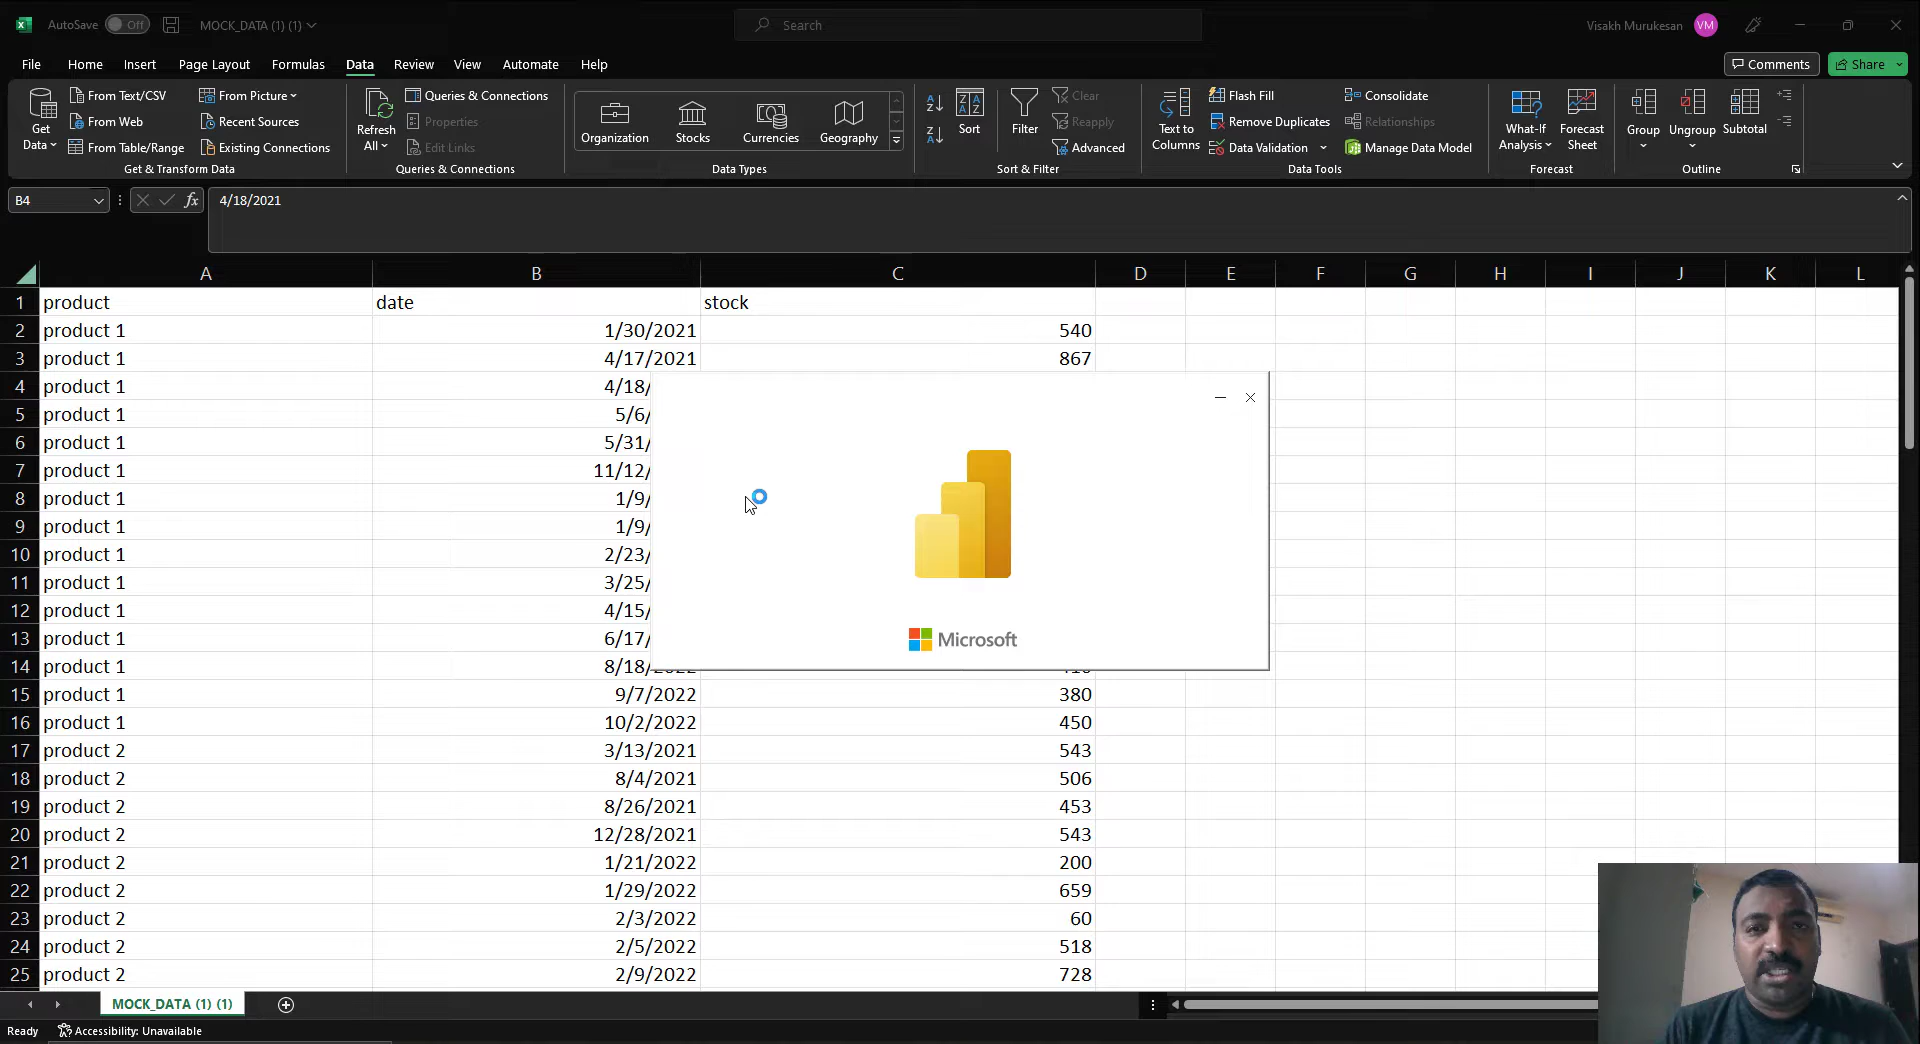 AutoSave Off MOCK_DATA (1) (1) Search Visakh Murukesan VM
File Home Insert Page Layout Formulas Data Review View Automate Help Comments Share
Get Data From Text/CSV From Web From Table/Range From Picture Recent Sources Existing Connections
Get & Transform Data
Refresh All Queries & Connections Properties Edit Links
Queries & Connections
Organization Stocks Currencies Geography
Data Types
Sort Filter Clear Reapply Advanced
Sort & Filter
Text to Columns Flash Fill Remove Duplicates Data Validation Consolidate Relationships Manage Data Model
Data Tools
What-If Analysis Forecast Sheet
Forecast
Group Ungroup Subtotal
Outline
B4 fx 4/18/2021
A B C D E F G H I J K L
1 product date stock
2 product 1 1/30/2021 540
3 product 1 4/17/2021 867
4 product 1 4/18/
5 product 1 5/6/
6 product 1 5/31/
7 product 1 11/12/
8 product 1 1/9/
9 product 1 1/9/
10 product 1 2/23/
11 product 1 3/25/
12 product 1 4/15/
13 product 1 6/17/
14 product 1 8/18/
15 product 1 9/7/2022 380
16 product 1 10/2/2022 450
17 product 2 3/13/2021 543
18 product 2 8/4/2021 506
19 product 2 8/26/2021 453
20 product 2 12/28/2021 543
21 product 2 1/21/2022 200
22 product 2 1/29/2022 659
23 product 2 2/3/2022 60
24 product 2 2/5/2022 518
25 product 2 2/9/2022 728
Microsoft
MOCK_DATA (1) (1)
Ready Accessibility: Unavailable